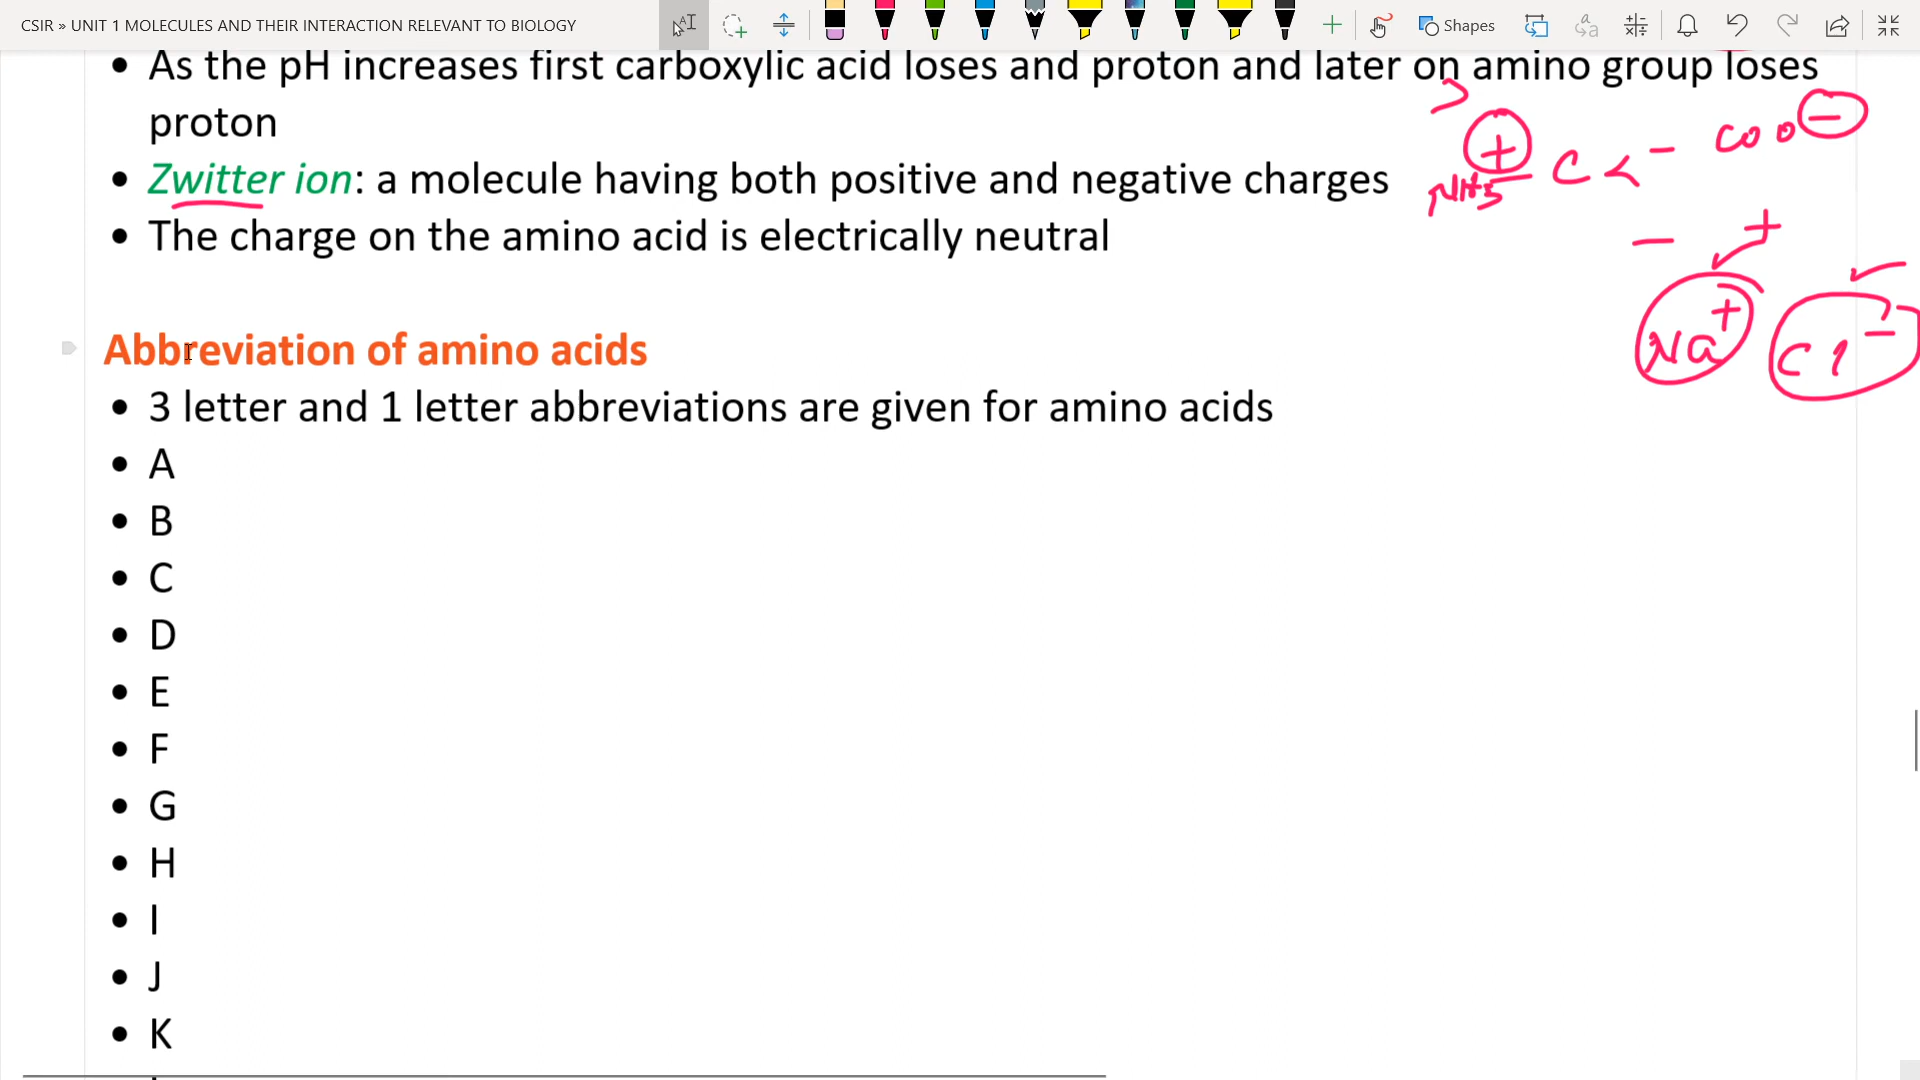 CSIR » UNIT 1 MOLECULES AND THEIR INTERACTION RELEVANT TO BIOLOGY
Shapes
• As the pH increases first carboxylic acid loses and proton and later on amino group loses
proton
• Zwitter ion: a molecule having both positive and negative charges
• The charge on the amino acid is electrically neutral
+
NH3 C < - COO -
- +
Na+ Cl-
Abbreviation of amino acids
• 3 letter and 1 letter abbreviations are given for amino acids
• A
• B
• C
• D
• E
• F
• G
• H
• I
• J
• K